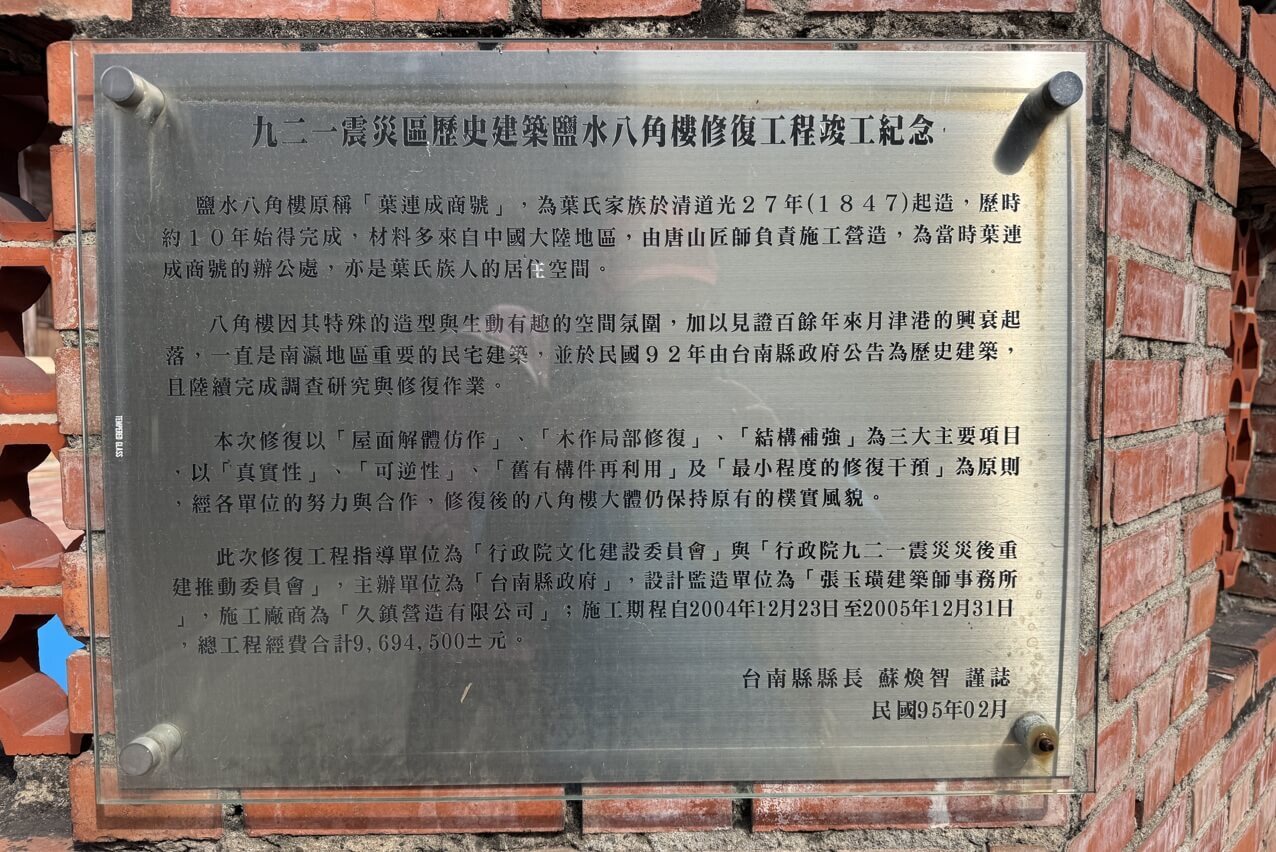 九二一震災區歷史建築鹽水八角樓修復工程竣工紀念
鹽水八角樓原稱「葉連成商號」，為葉氏家族於清道光２７年(１８４７)起造，歷時
約１０年始得完成，材料多來自中國大陸地區，由唐山匠師負責施工營造，為當時葉連
成商號的辦公處，亦是葉氏族人的居住空間。
八角樓因其特殊的造型與生動有趣的空間氛圍，加以見證百餘年來月津港的興衰起
落，一直是南瀛地區重要的民宅建築，並於民國９２年由台南縣政府公告為歷史建築，
且陸續完成調查研究與修復作業。
本次修復以「屋面解體仿作」、「木作局部修復」、「結構補強」為三大主要項目
，以「真實性」、「可逆性」、「舊有構件再利用」及「最小程度的修復干預」為原則
，經各單位的努力與合作，修復後的八角樓大體仍保持原有的樸實風貌。
此次修復工程指導單位為「行政院文化建設委員會」與「行政院九二一震災災後重
建推動委員會」，主辦單位為「台南縣政府」，設計監造單位為「張玉璜建築師事務所
」，施工廠商為「久鎮營造有限公司」；施工期程自2004年12月23日至2005年12月31日
，總工程經費合計9,694,500±元。
台南縣縣長 蘇煥智 謹誌
民國95年02月
TEMPERED GLASS